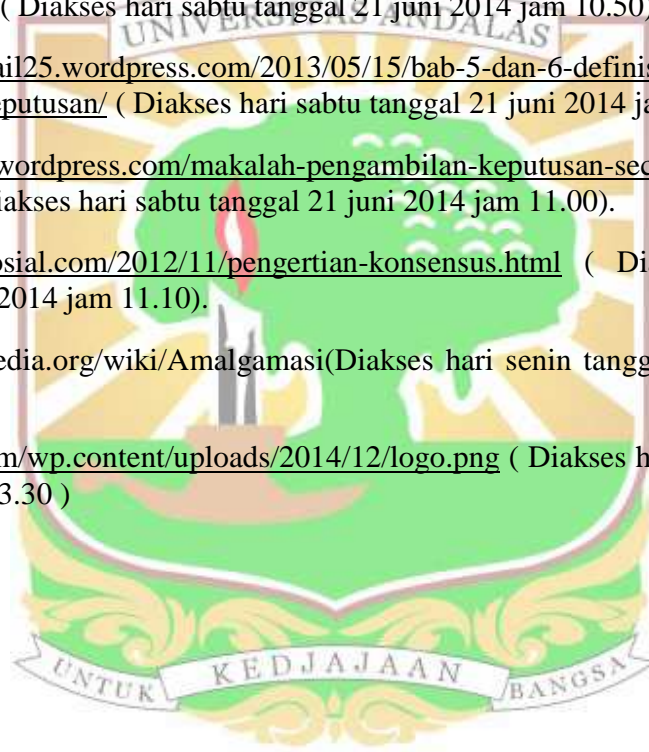 ( Diakses hari sabtu tanggal 21 juni 2014 jam 10.50)
UNIVERSITAS ANDALAS
ail25.wordpress.com/2013/05/15/bab-5-dan-6-definis
eputusan/ ( Diakses hari sabtu tanggal 21 juni 2014 ja
wordpress.com/makalah-pengambilan-keputusan-sec
iakses hari sabtu tanggal 21 juni 2014 jam 11.00).
osial.com/2012/11/pengertian-konsensus.html ( Dia
2014 jam 11.10).
edia.org/wiki/Amalgamasi(Diakses hari senin tangg
m/wp.content/uploads/2014/12/logo.png ( Diakses h
3.30 )
UNTUK KEDJAJAAN BANGSA